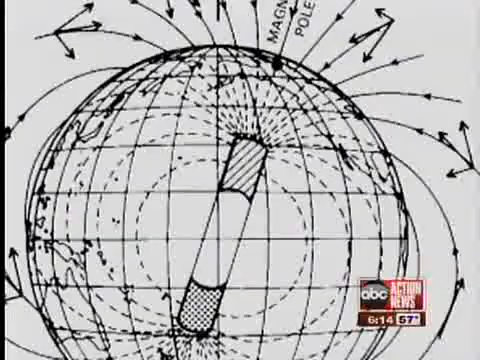 MAGN
POLE
abc
ACTION
NEWS
6:14 57°